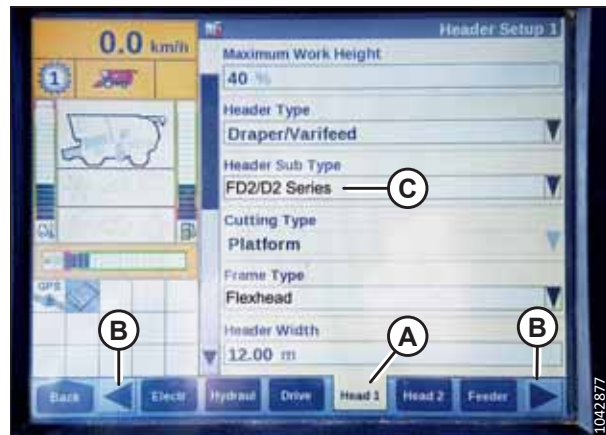 0.0 km/h
Header Setup 1
Maximum Work Height
40 %
1
Header Type
Draper/Varifeed
Header Sub Type
FD2/D2 Series
C
Cutting Type
Platform
Frame Type
Flexhead
GPS
Header Width
12.00 m
B
A
B
Back
Electr
Hydraul
Drive
Head 1
Head 2
Feeder
1042877